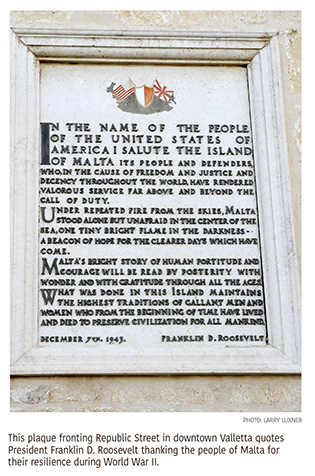 IN THE NAME OF THE PEOPLE
OF THE UNITED STATES OF
AMERICA I SALUTE THE ISLAND
OF MALTA ITS PEOPLE AND DEFENDERS,
WHO, IN THE CAUSE OF FREEDOM AND JUSTICE AND
DECENCY THROUGHOUT THE WORLD, HAVE RENDERED
VALOROUS SERVICE FAR ABOVE AND BEYOND THE
CALL OF DUTY.
UNDER REPEATED FIRE FROM THE SKIES, MALTA
STOOD ALONE BUT UNAFRAID IN THE CENTER OF THE
SEA, ONE TINY BRIGHT FLAME IN THE DARKNESS--
A BEACON OF HOPE FOR THE CLEARER DAYS WHICH HAVE
COME.
MALTA'S BRIGHT STORY OF HUMAN FORTITUDE AND
COURAGE WILL BE READ BY POSTERITY WITH
WONDER AND WITH GRATITUDE THROUGH ALL THE AGES.
WHAT WAS DONE IN THIS ISLAND MAINTAINS
THE HIGHEST TRADITIONS OF GALLANT MEN AND
WOMEN WHO FROM THE BEGINNING OF TIME HAVE LIVED
AND DIED TO PRESERVE CIVILIZATION FOR ALL MANKIND.
DECEMBER 7TH. 1943. FRANKLIN D. ROOSEVELT.
PHOTO: LARRY LUXNER
This plaque fronting Republic Street in downtown Valletta quotes
President Franklin D. Roosevelt thanking the people of Malta for
their resilience during World War II.